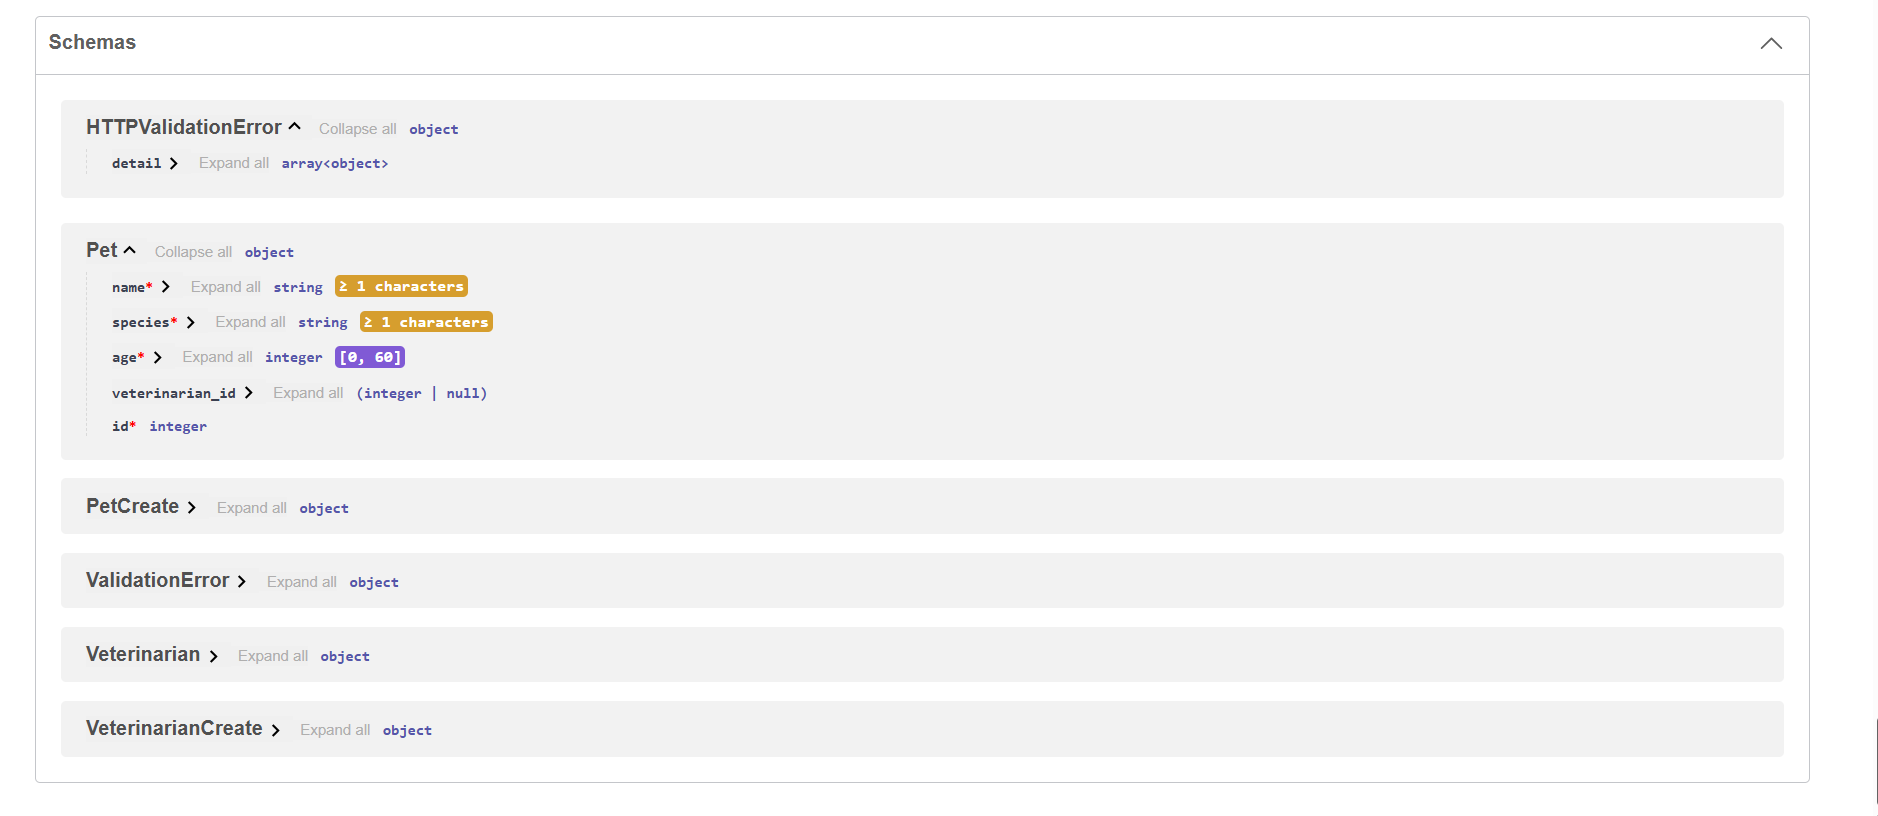 Schemas
HTTPValidationError Collapse all object
detail Expand all array<object>
Pet Collapse all object
name* Expand all string ≥ 1 characters
species* Expand all string ≥ 1 characters
age* Expand all integer [0, 60]
veterinarian_id Expand all (integer | null)
id* integer
PetCreate Expand all object
ValidationError Expand all object
Veterinarian Expand all object
VeterinarianCreate Expand all object